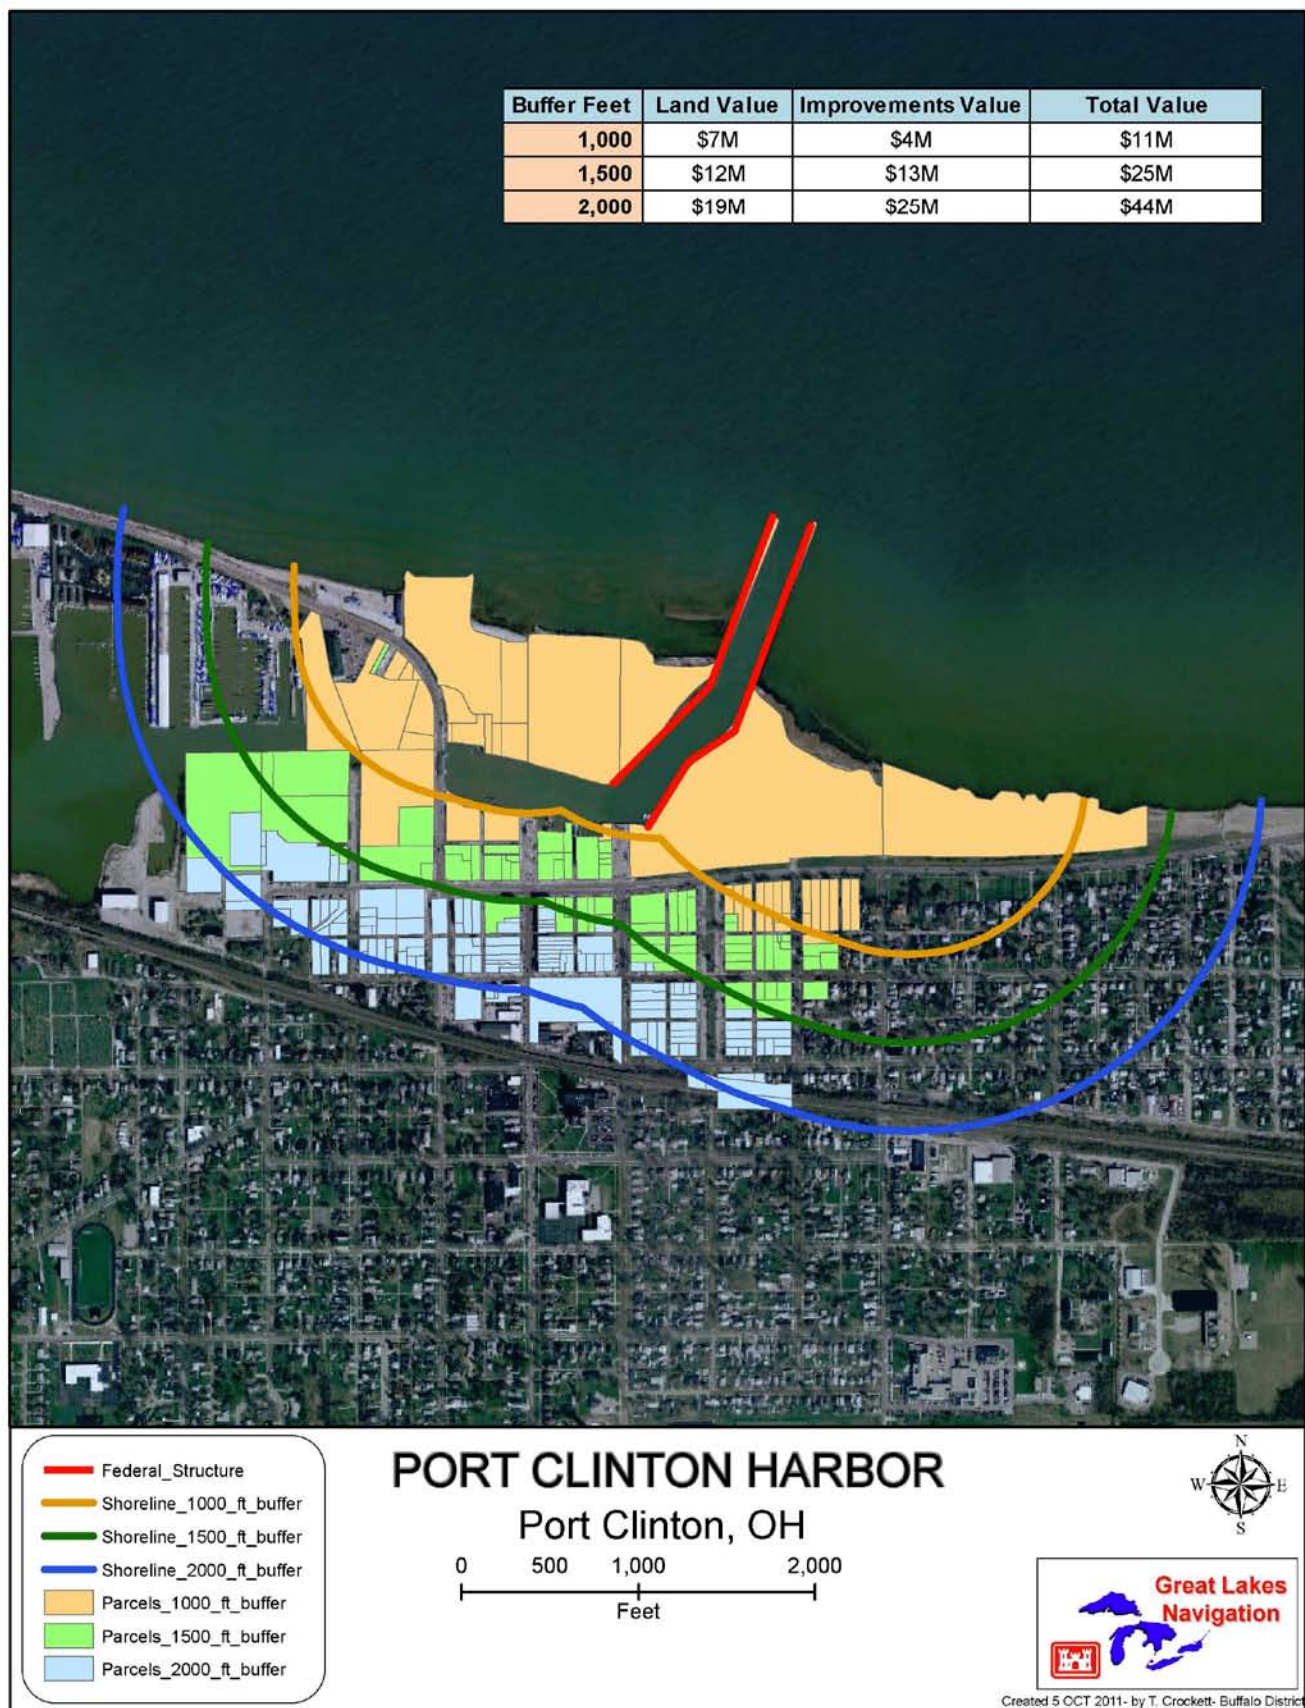 Buffer Feet Land Value Improvements Value Total Value
1,000 $7M $4M $11M
1,500 $12M $13M $25M
2,000 $19M $25M $44M
Federal_Structure
Shoreline_1000_ft_buffer
Shoreline_1500_ft_buffer
Shoreline_2000_ft_buffer
Parcels_1000_ft_buffer
Parcels_1500_ft_buffer
Parcels_2000_ft_buffer
PORT CLINTON HARBOR
Port Clinton, OH
0 500 1,000 2,000
Feet
N
W E
S
Great Lakes
Navigation
Created 5 OCT 2011- by T. Crockett- Buffalo District